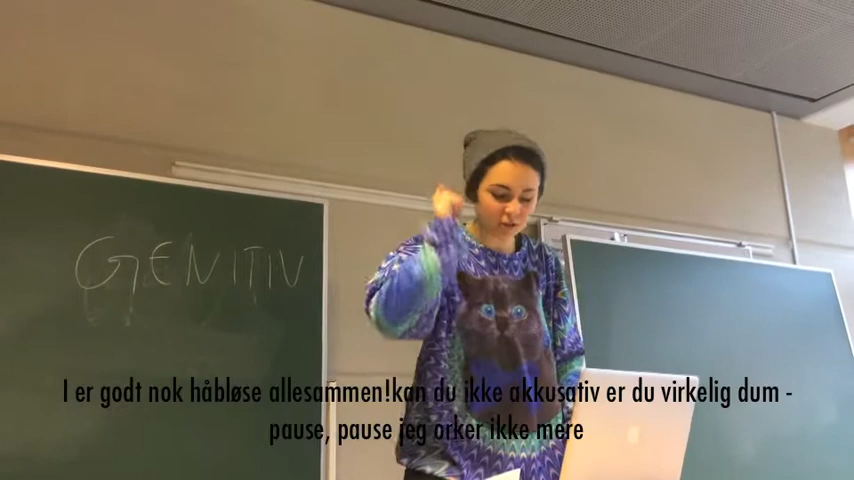 GENITIV
I er godt nok håbløse allesammen!kan du ikke akkusativ er du virkelig dum -
pause, pause jeg orker ikke mere